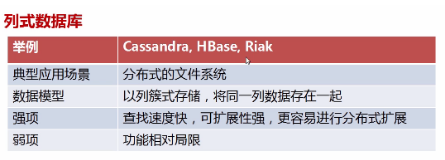 列式数据库
举例 Cassandra, HBase, Riak
典型应用场景 分布式的文件系统
数据模型 以列簇式存储，将同一列数据存在一起
强项 查找速度快，可扩展性强，更容易进行分布式扩展
弱项 功能相对局限